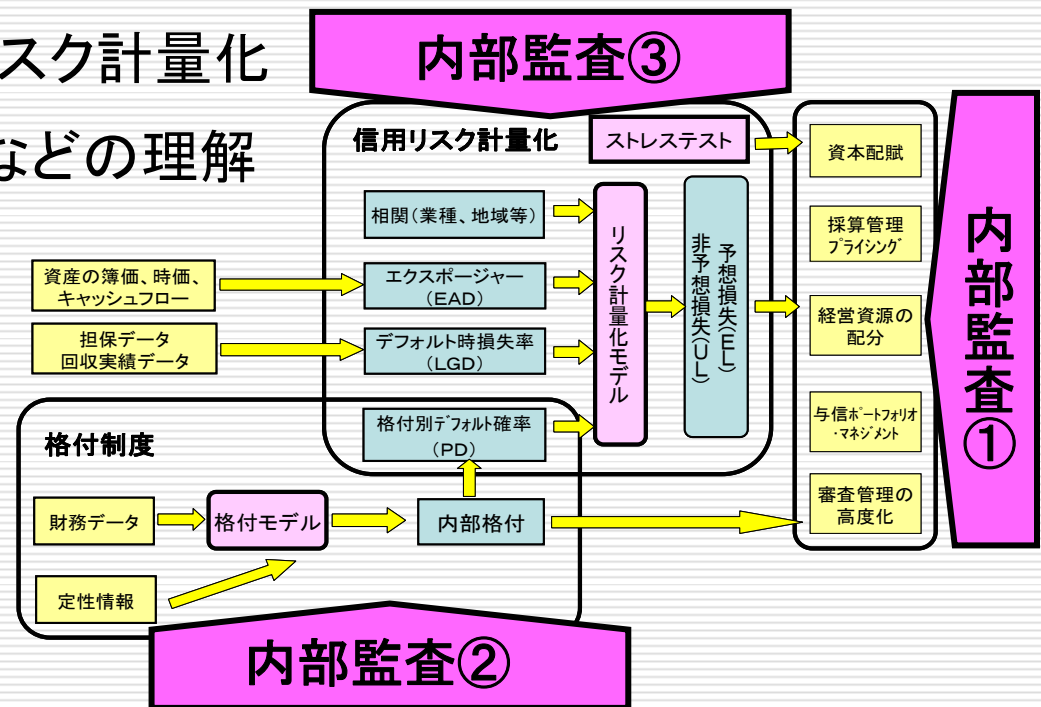 スク計量化
などの理解
内部監査③
信用リスク計量化
ストレステスト
相関(業種、地域等)
資産の簿価、時価、
キャッシュフロー
エクスポージャー
(EAD)
担保データ
回収実績データ
デフォルト時損失率
(LGD)
格付別デフォルト確率
(PD)
リスク計量化モデル
予想損失(EL)
非予想損失(UL)
資本配賦
採算管理
プライシング
経営資源の
配分
与信ポートフォリオ
・マネジメント
審査管理の
高度化
内部監査①
格付制度
財務データ
格付モデル
内部格付
定性情報
内部監査②